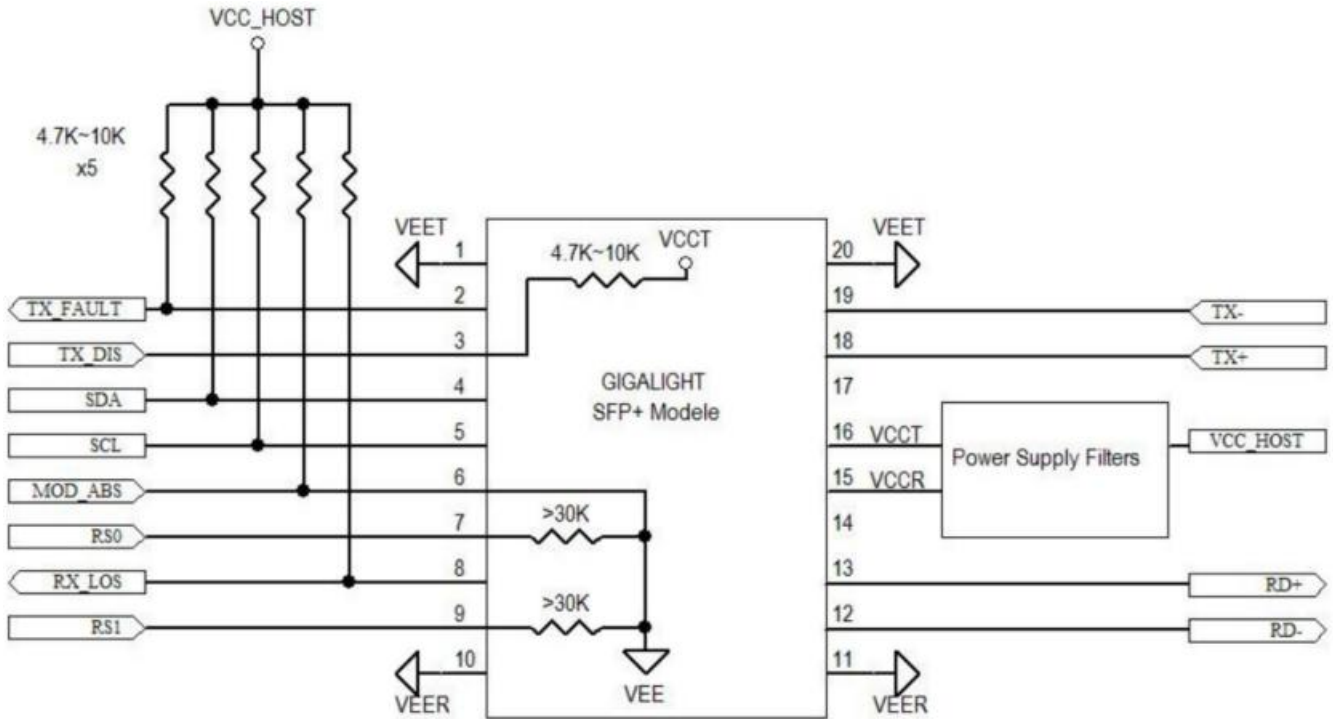 VCC_HOST
4.7K~10K
x5
VEET
1
4.7K~10K
VCCT
20
VEET
TX_FAULT
2
19
TX-
TX_DIS
3
18
TX+
SDA
4
GIGALIGHT
SFP+ Modele
17
SCL
5
16
VCCT
Power Supply Filters
VCC_HOST
MOD_ABS
6
15
VCCR
RS0
7
>30K
14
RX_LOS
8
13
RD+
RS1
9
>30K
12
RD-
10
VEER
VEE
11
VEER